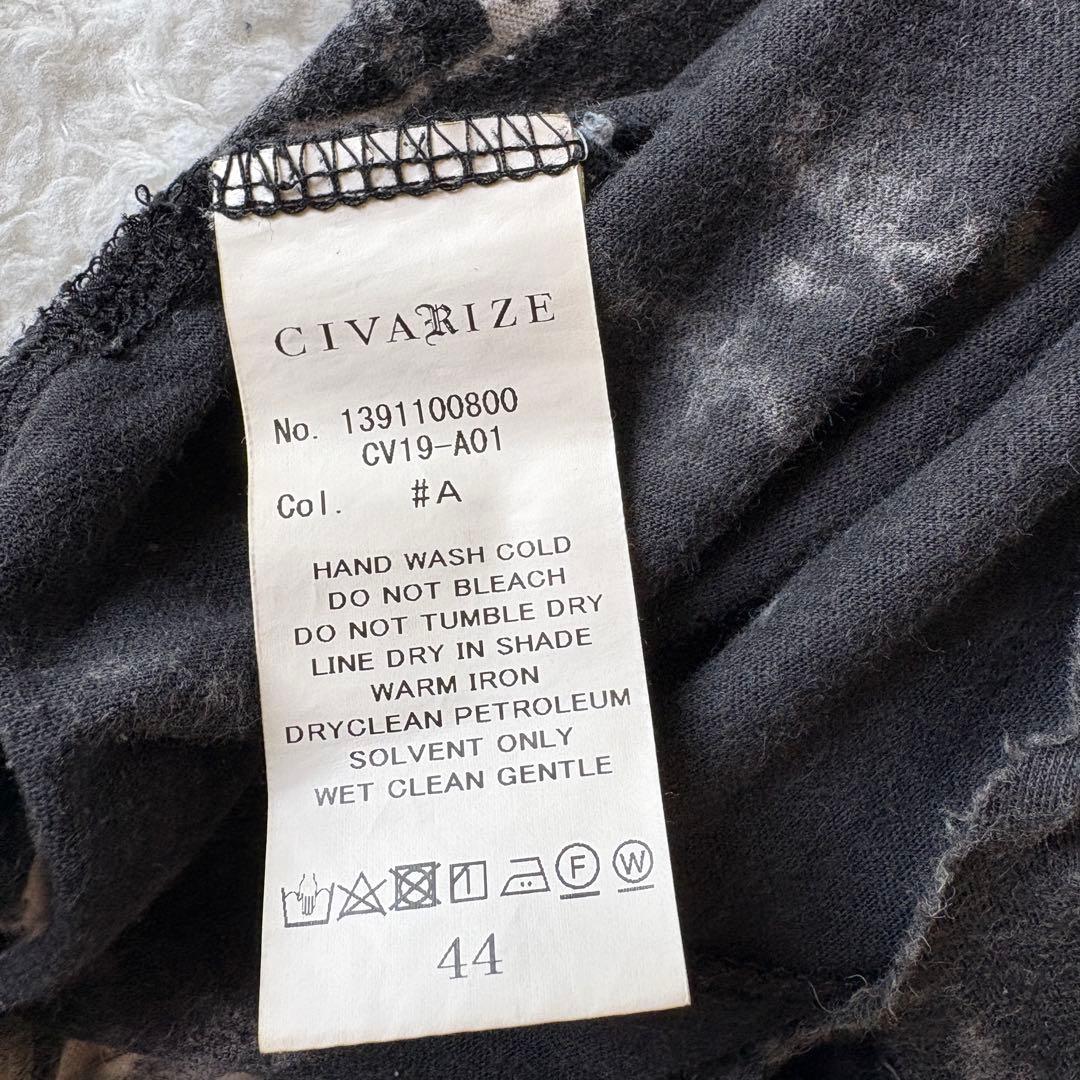 CIVARIZE
No. 1391100800
CV19-A01
Col. #A
HAND WASH COLD
DO NOT BLEACH
DO NOT TUMBLE DRY
LINE DRY IN SHADE
WARM IRON
DRYCLEAN PETROLEUM
SOLVENT ONLY
WET CLEAN GENTLE
F W
44